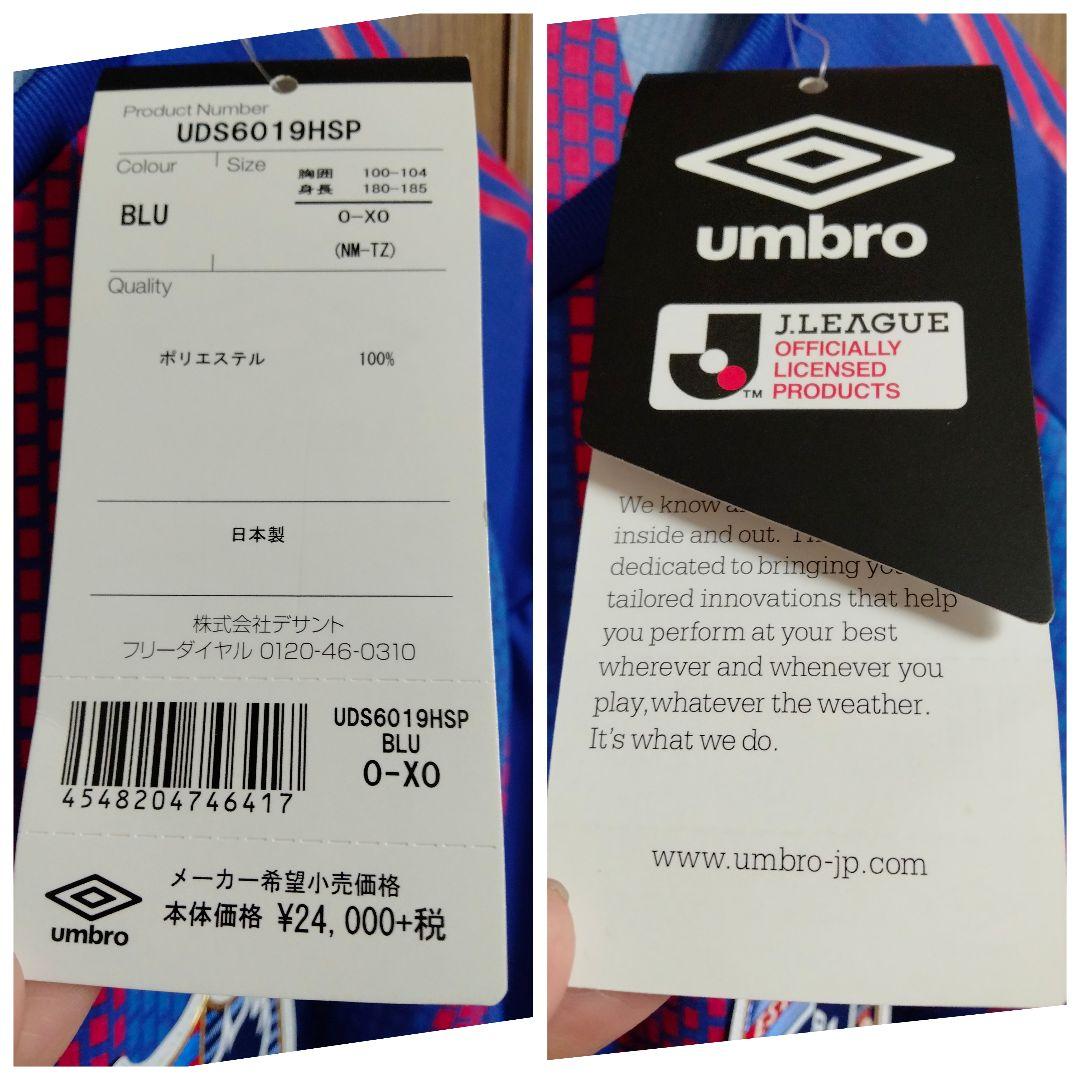 Product Number
UDS6019HSP
Colour
Size
胸囲 100-104
身長 180-185
BLU
O-XO
(NM-TZ)
Quality
ポリエステル 100%
日本製
株式会社デサント
フリーダイヤル 0120-46-0310
UDS6019HSP
BLU
O-XO
4548204746417
umbro
メーカー希望小売価格
本体価格 ¥24,000+税
umbro
J.LEAGUE
OFFICIALLY
LICENSED
TM PRODUCTS
We know
inside and out.
dedicated to bringing
tailored innovations that help
you perform at your best
wherever and whenever you
play, whatever the weather.
It's what we do.
www.umbro-jp.com